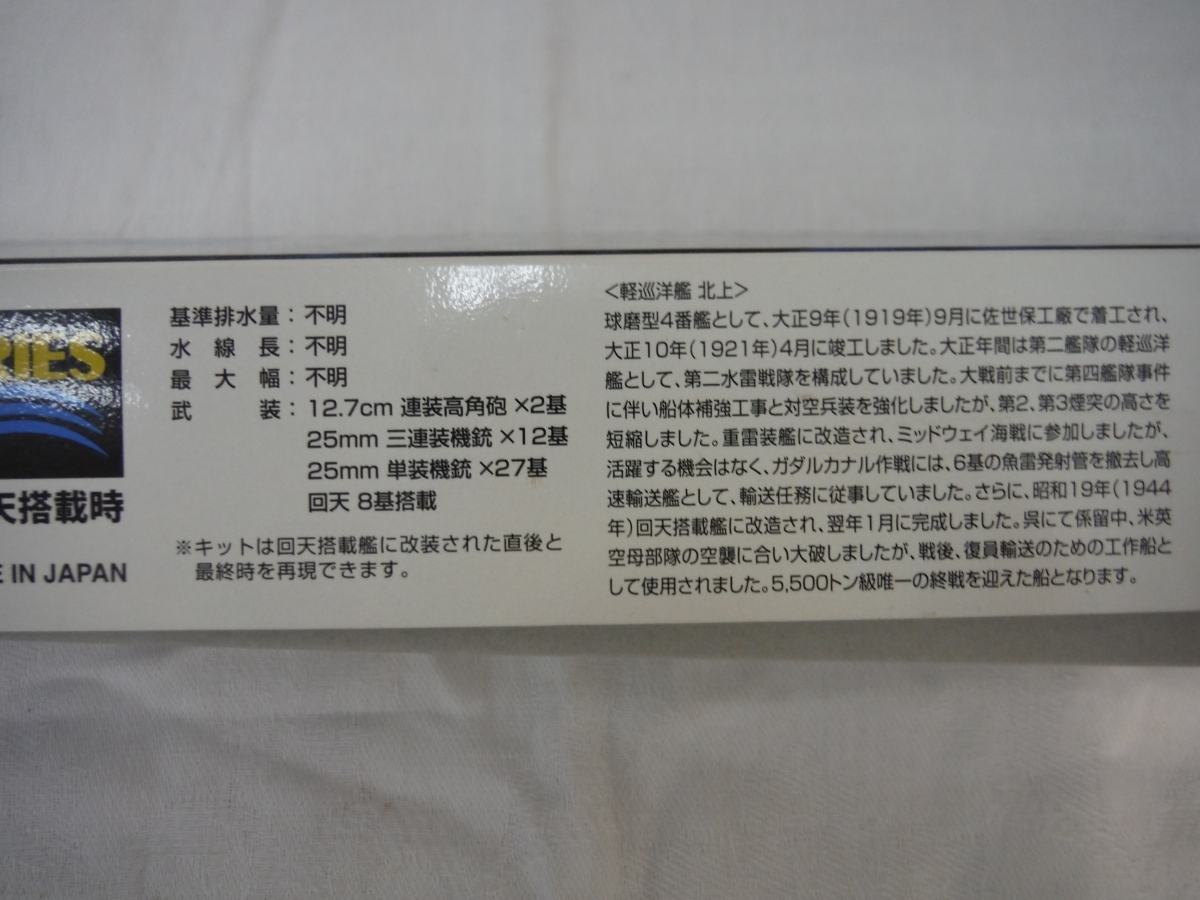 RIES
天搭載時
E IN JAPAN
基準排水量：不明
水線長：不明
最大幅：不明
武装：12.7cm 連装高角砲 ×2基
25mm 三連装機銃 ×12基
25mm 単装機銃 ×27基
回天 8基搭載
※キットは回天搭載艦に改装された直後と
最終時を再現できます。
＜軽巡洋艦 北上＞
球磨型4番艦として、大正9年（1919年）9月に佐世保工廠で着工され、
大正10年（1921年）4月に竣工しました。大正年間は第二艦隊の軽巡洋
艦として、第二水雷戦隊を構成していました。大戦前までに第四艦隊事件
に伴い船体補強工事と対空兵装を強化しましたが、第2、第3煙突の高さを
短縮しました。重雷装艦に改造され、ミッドウェイ海戦に参加しましたが、
活躍する機会はなく、ガダルカナル作戦には、6基の魚雷発射管を撤去し高
速輸送艦として、輸送任務に従事していました。さらに、昭和19年（1944
年）回天搭載艦に改造され、翌年1月に完成しました。呉にて係留中、米英
空母部隊の空襲に合い大破しましたが、戦後、復員輸送のための工作船と
して使用されました。5,500トン級唯一の終戦を迎えた船となります。